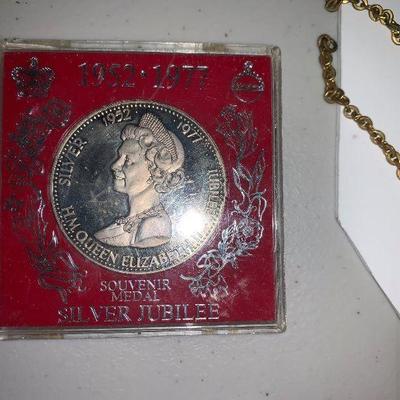 1952 • 1977
SILVER 1952 1977 JUBILEE
H.M. QUEEN ELIZABETH II
SOUVENIR
MEDAL
SILVER JUBILEE